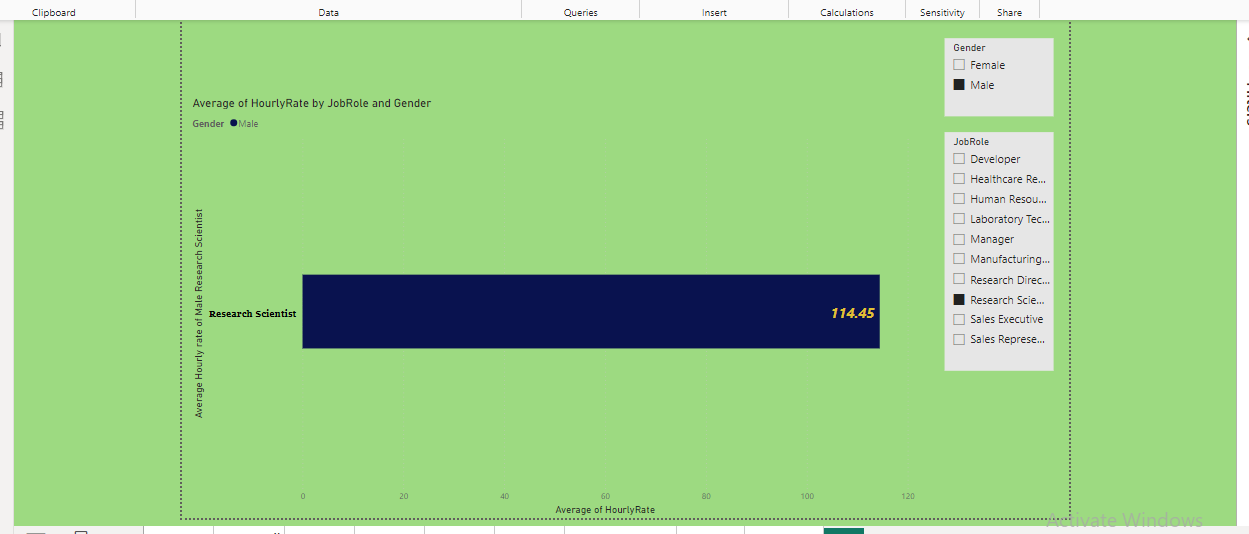 Clipboard
Data
Queries
Insert
Calculations
Sensitivity
Share
Average of HourlyRate by JobRole and Gender
Gender Male
Average Hourly rate of Male Research Scientist
Research Scientist
114.45
0 20 40 60 80 100 120
Average of HourlyRate
Gender
Female
Male
JobRole
Developer
Healthcare Re...
Human Resou...
Laboratory Tec...
Manager
Manufacturing...
Research Direc...
Research Scie...
Sales Executive
Sales Represe...
Activate Windows